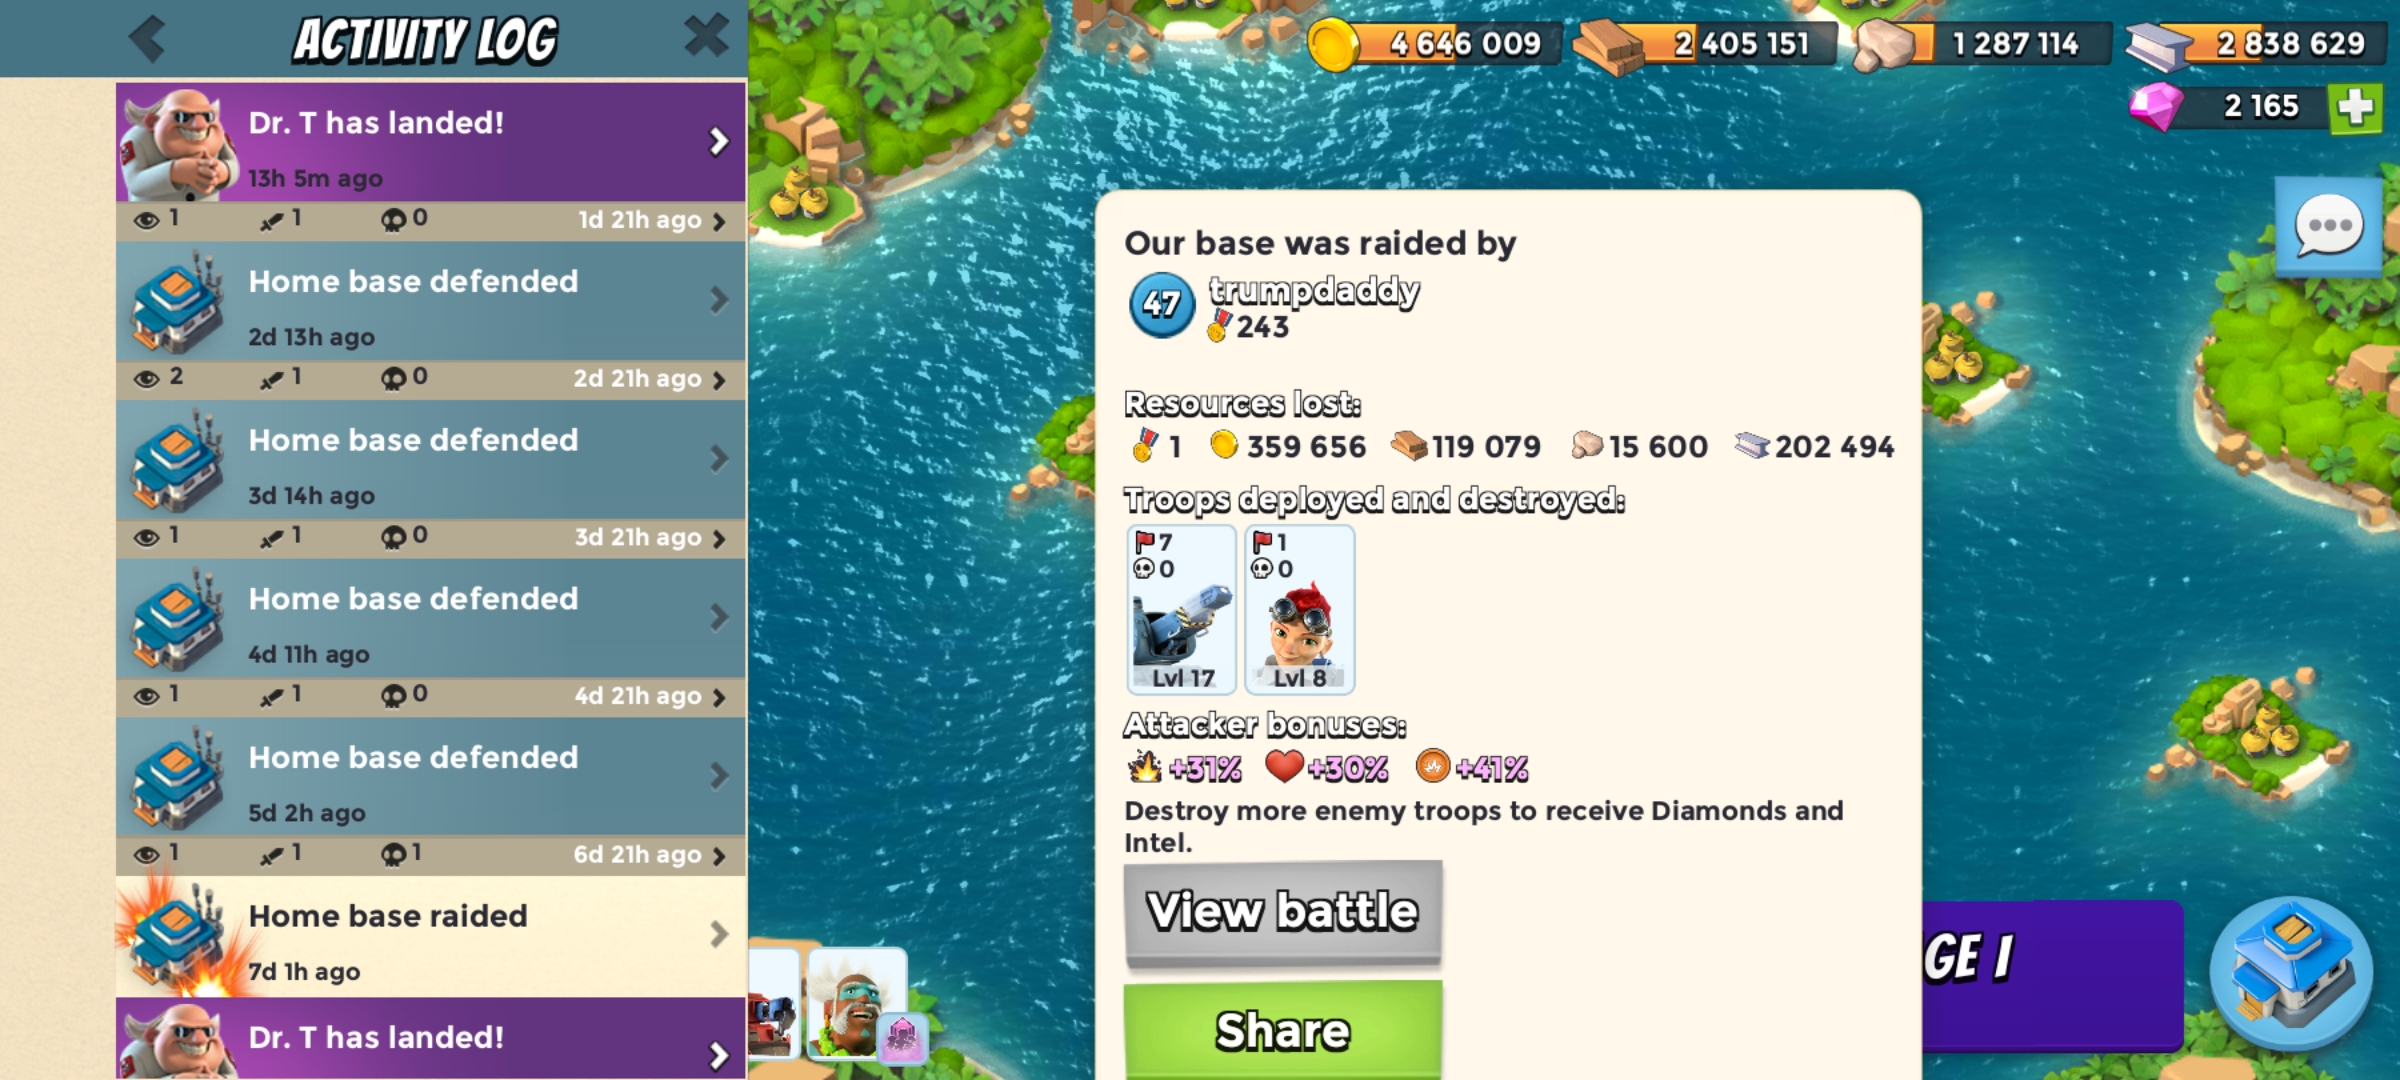 ACTIVITY LOG
Dr. T has landed!
13h 5m ago
1 1 0 1d 21h ago
Home base defended
2d 13h ago
2 1 0 2d 21h ago
Home base defended
3d 14h ago
1 1 0 3d 21h ago
Home base defended
4d 11h ago
1 1 0 4d 21h ago
Home base defended
5d 2h ago
1 1 1 6d 21h ago
Home base raided
7d 1h ago
Dr. T has landed!
4 646 009 2 405 151 1 287 114 2 838 629
2 165
Our base was raided by
47 trumpdaddy
243
Resources lost:
1 359 656 119 079 15 600 202 494
Troops deployed and destroyed:
7 1
0 0
Lvl 17 Lvl 8
Attacker bonuses:
+31% +30% +41%
Destroy more enemy troops to receive Diamonds and
Intel.
View battle
Share
GE I